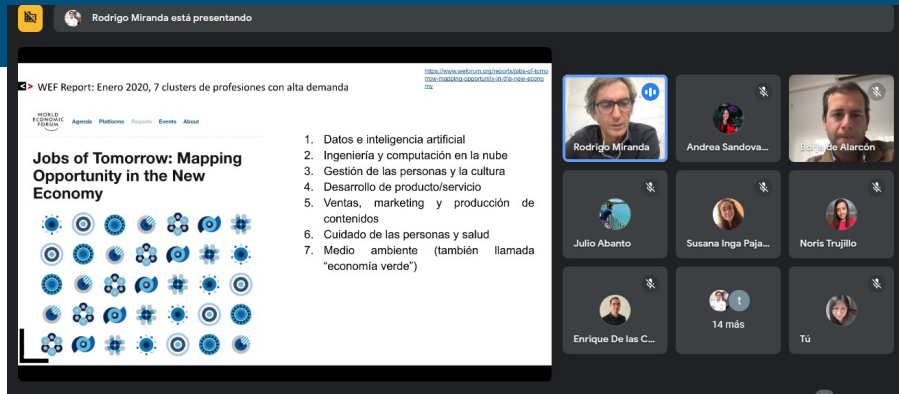 Rodrigo Miranda está presentando
https://www.weforum.org/reports/jobs-of-tomo
rrow-mapping-opportunity-in-the-new-econo
my
WEF Report: Enero 2020, 7 clusters de profesiones con alta demanda
WORLD
ECONOMIC
FORUM
Agenda Platforms Reports Events About
Jobs of Tomorrow: Mapping
Opportunity in the New
Economy
1. Datos e inteligencia artificial
2. Ingeniería y computación en la nube
3. Gestión de las personas y la cultura
4. Desarrollo de producto/servicio
5. Ventas, marketing y producción de
contenidos
6. Cuidado de las personas y salud
7. Medio ambiente (también llamada
“economía verde”)
Rodrigo Miranda
Andrea Sandova...
Borja de Alarcón
Julio Abanto
Susana Inga Paja...
Noris Trujillo
Enrique De las C...
t
14 más
Tú